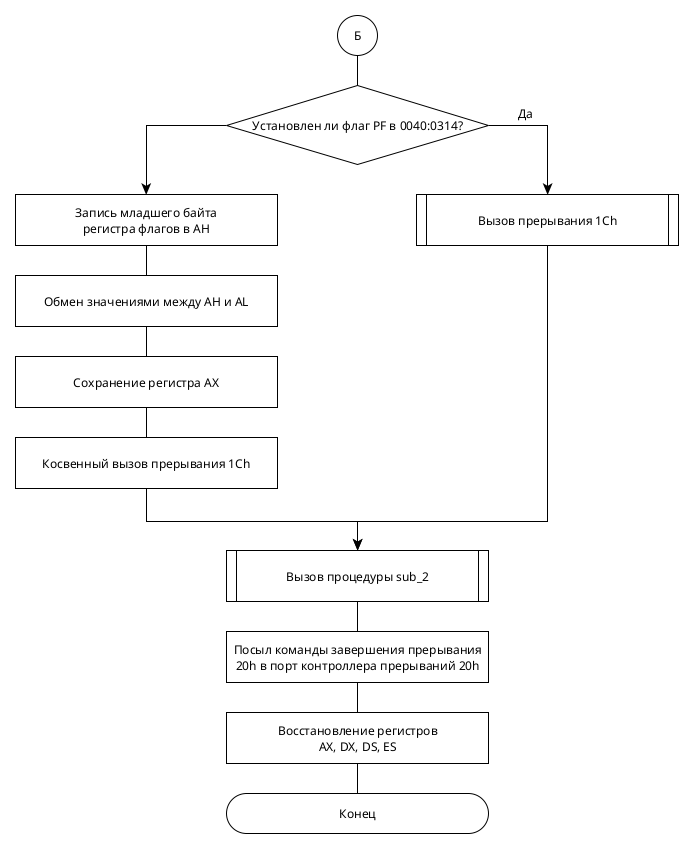 Б
Установлен ли флаг PF в 0040:0314?
Да
Запись младшего байта
регистра флагов в AH
Вызов прерывания 1Ch
Обмен значениями между AH и AL
Сохранение регистра AX
Косвенный вызов прерывания 1Ch
Вызов процедуры sub_2
Посыл команды завершения прерывания
20h в порт контроллера прерываний 20h
Восстановление регистров
AX, DX, DS, ES
Конец